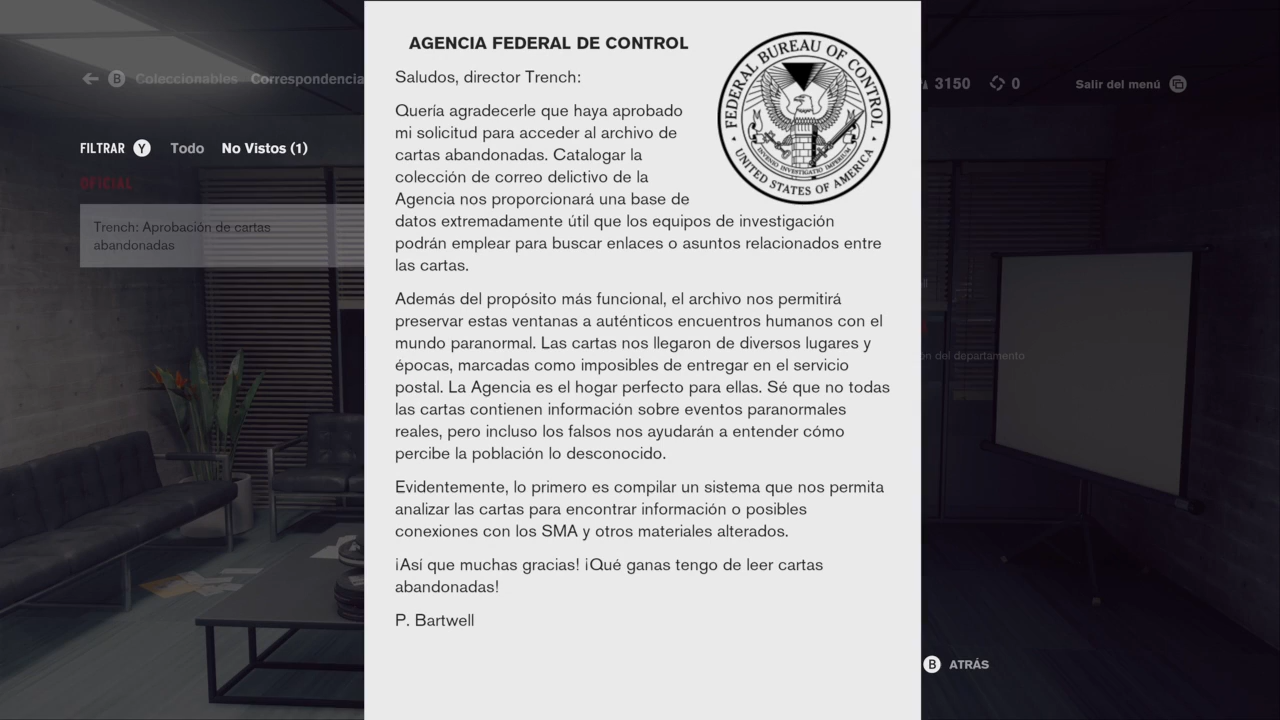 AGENCIA FEDERAL DE CONTROL
Saludos, director Trench:
Quería agradecerle que haya aprobado
mi solicitud para acceder al archivo de
cartas abandonadas. Catalogar la
colección de correo delictivo de la
Agencia nos proporcionará una base de
datos extremadamente útil que los equipos de investigación
podrán emplear para buscar enlaces o asuntos relacionados entre
las cartas.
Además del propósito más funcional, el archivo nos permitirá
preservar estas ventanas a auténticos encuentros humanos con el
mundo paranormal. Las cartas nos llegaron de diversos lugares y
épocas, marcadas como imposibles de entregar en el servicio
postal. La Agencia es el hogar perfecto para ellas. Sé que no todas
las cartas contienen información sobre eventos paranormales
reales, pero incluso los falsos nos ayudarán a entender cómo
percibe la población lo desconocido.
Evidentemente, lo primero es compilar un sistema que nos permita
analizar las cartas para encontrar información o posibles
conexiones con los SMA y otros materiales alterados.
¡Así que muchas gracias! ¡Qué ganas tengo de leer cartas
abandonadas!
P. Bartwell
FEDERAL BUREAU OF CONTROL
INVENIO INVESTIGATIO IMPERIUM
UNITED STATES OF AMERICA
B Coleccionables Correspondencia
3150 0 Salir del menú
FILTRAR Y Todo No Vistos (1)
OFICIAL
Trench: Aprobación de cartas
abandonadas
del departamento
B ATRÁS